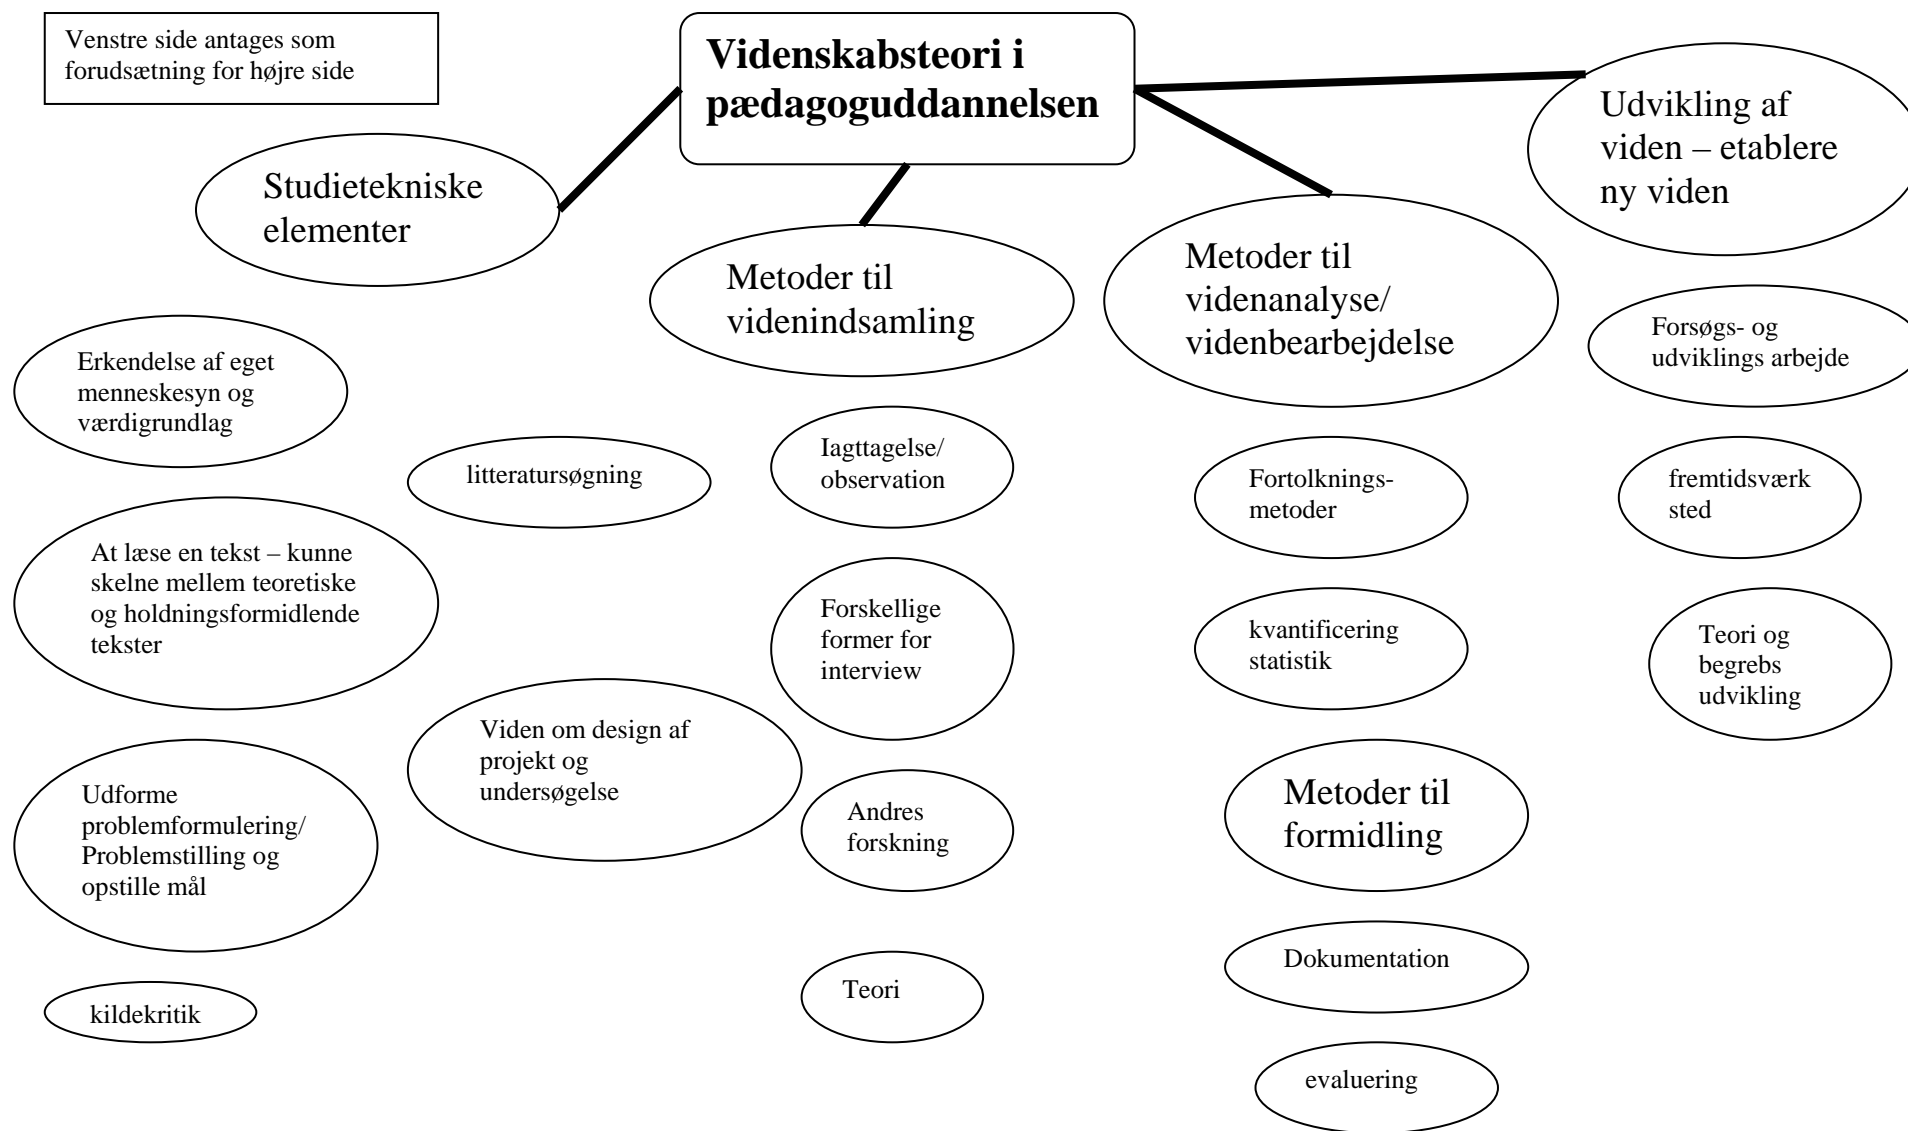 Venstre side antages som
forudsætning for højre side
Videnskabsteori i
pædagoguddannelsen
Udvikling af
viden – etablere
ny viden
Studietekniske
elementer
Metoder til
videnindsamling
Metoder til
videnanalyse/
videnbearbejdelse
Erkendelse af eget
menneskesyn og
værdigrundlag
At læse en tekst – kunne
skelne mellem teoretiske
og holdningsformidlende
tekster
Udforme
problemformulering/
Problemstilling og
opstille mål
kildekritik
litteratursøgning
Viden om design af
projekt og
undersøgelse
Iagttagelse/
observation
Forskellige
former for
interview
Andres
forskning
Teori
Fortolknings-
metoder
kvantificering
statistik
Metoder til
formidling
Dokumentation
evaluering
Forsøgs- og
udviklings arbejde
fremtidsværk
sted
Teori og
begrebs
udvikling